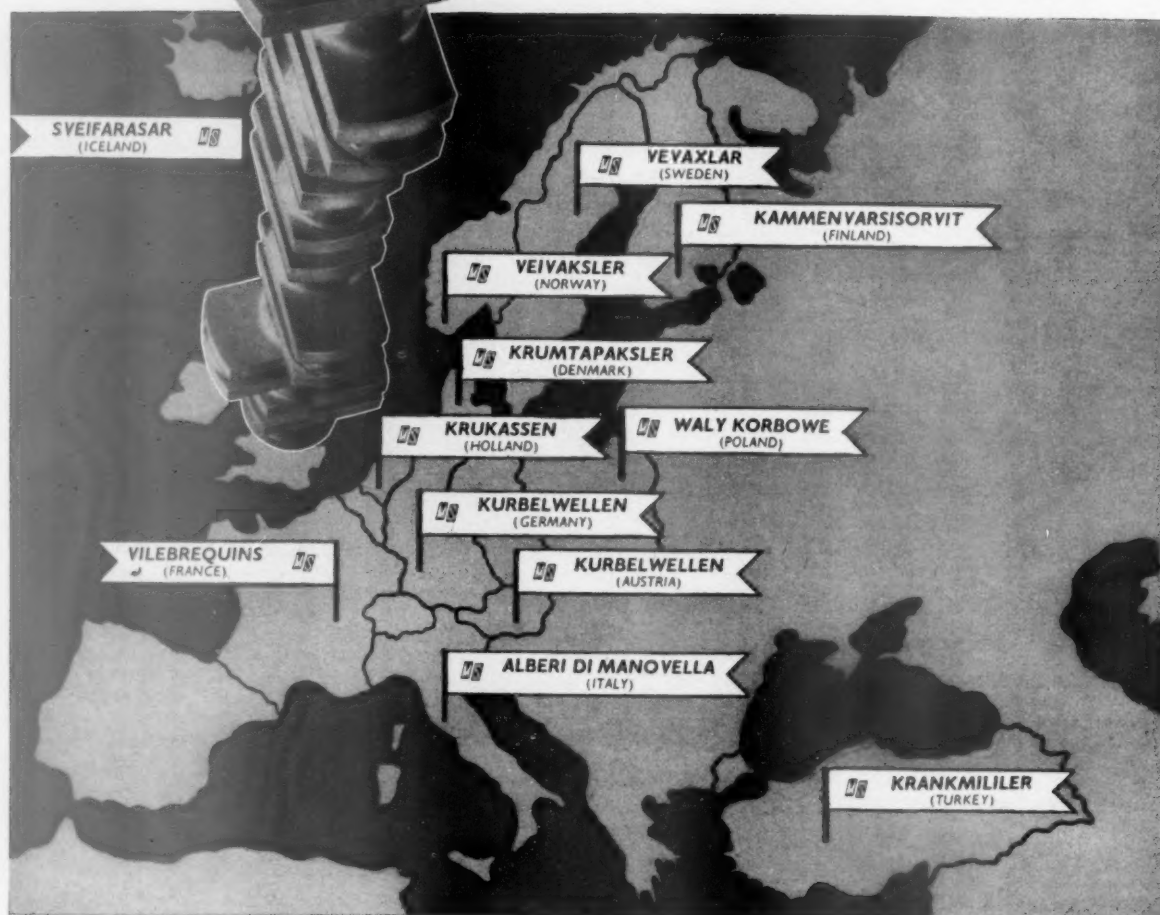 SVEIFARASAR
(ICELAND)
VEVAXLAR
(SWEDEN)
KAMMENVARSISORVIT
(FINLAND)
VEIVAKSLER
(NORWAY)
KRUMTAPAKSLER
(DENMARK)
KRUKASSEN
(HOLLAND)
WALY KORBOWE
(POLAND)
KURBELWELLEN
(GERMANY)
VILEBREQUINS
(FRANCE)
KURBELWELLEN
(AUSTRIA)
ALBERI DI MANOVELLA
(ITALY)
KRANKMILILER
(TURKEY)